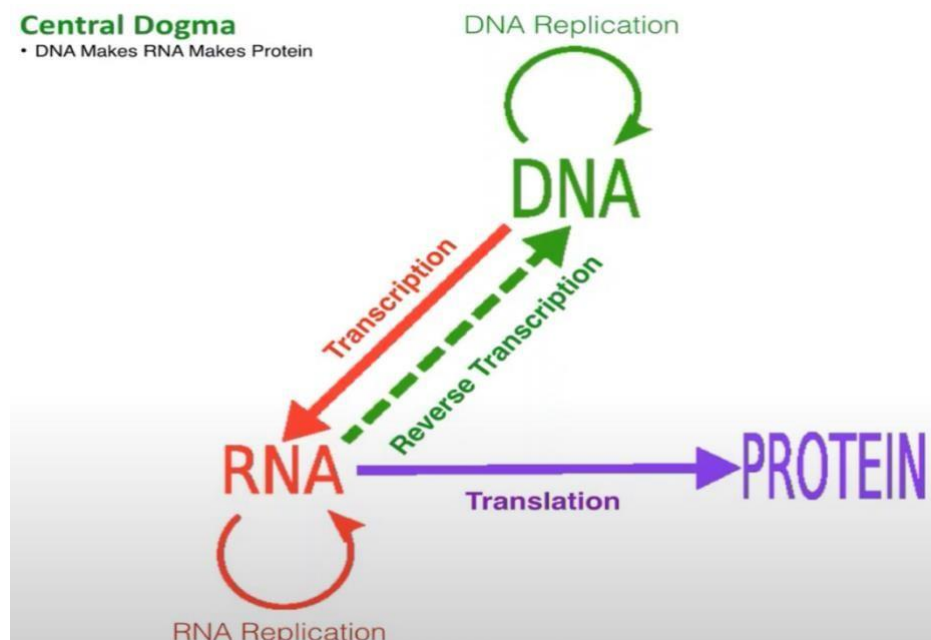 Central Dogma
• DNA Makes RNA Makes Protein
DNA Replication
DNA
Transcription
Reverse Transcription
RNA
PROTEIN
Translation
RNA Replication